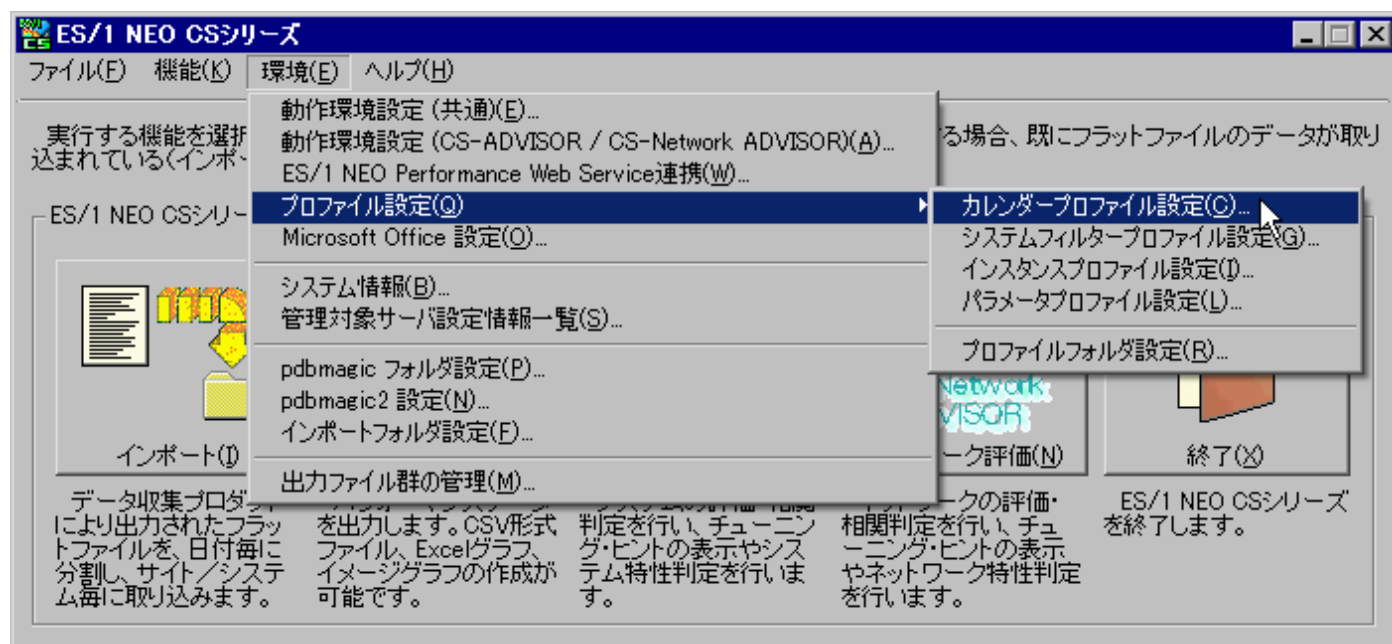 ES/1 NEO CSシリーズ
ファイル(F) 機能(K) 環境(E) ヘルプ(H)
実行する機能を選択
る場合、既にフラットファイルのデータが取り
込まれている(インポー
動作環境設定 (共通)(E)...
動作環境設定 (CS-ADVISOR / CS-Network ADVISOR)(A)...
ES/1 NEO Performance Web Service連携(W)...
プロファイル設定(Q)
Microsoft Office 設定(O)...
システム情報(B)...
管理対象サーバ設定情報一覧(S)...
pdbmagic フォルダ設定(P)...
pdbmagic2 設定(N)...
インポートフォルダ設定(F)...
出力ファイル群の管理(M)...
カレンダープロファイル設定(C)...
システムフィルタープロファイル設定(G)...
インスタンスプロファイル設定(I)...
パラメータプロファイル設定(L)...
プロファイルフォルダ設定(R)...
ES/1 NEO CSシリー
CS
Network
VISOR
インポート(I)
ーク評価(N)
終了(X)
データ収集プロダ
により出力されたフラッ
トファイルを、日付毎に
分割し、サイト／システ
ム毎に取り込みます。
を出力します。CSV形式
ファイル、Excelグラフ、
イメージグラフの作成が
可能です。
判定を行い、チューニン
グ・ヒントの表示やシス
テム特性判定を行いま
す。
ークの評価・
相関判定を行い、チュ
ーニング・ヒントの表示
やネットワーク特性判定
を行います。
ES/1 NEO CSシリーズ
を終了します。